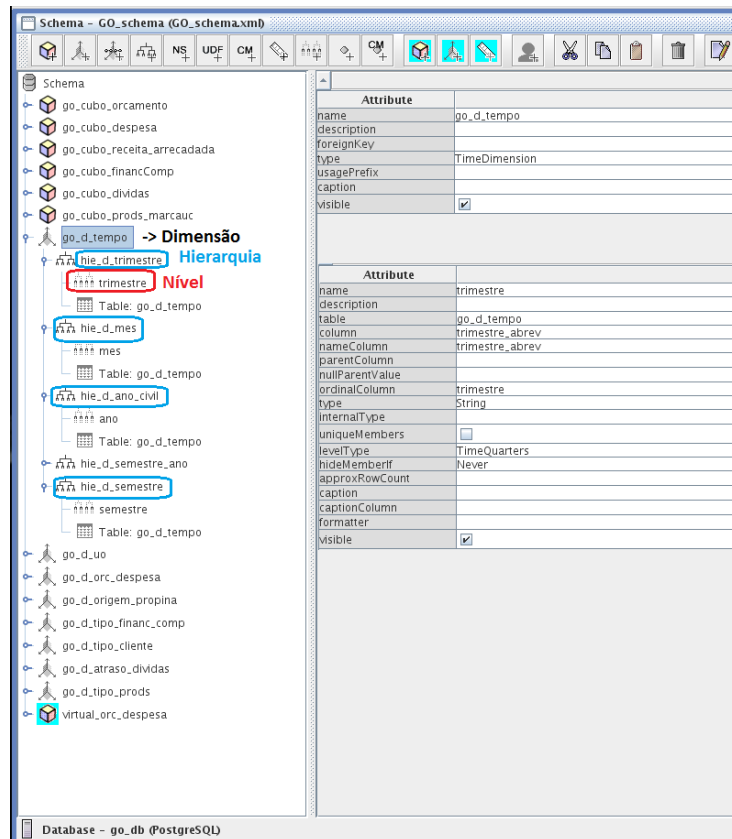 Schema - GO_schema (GO_schema.xml)
NS UDF CM CM
Schema
go_cubo_orcamento
go_cubo_despesa
go_cubo_receita_arrecadada
go_cubo_financComp
go_cubo_dividas
go_cubo_prods_marcauc
go_d_tempo -> Dimensão
hie_d_trimestre Hierarquia
trimestre Nível
Table: go_d_tempo
hie_d_mes
mes
Table: go_d_tempo
hie_d_ano_civil
ano
Table: go_d_tempo
hie_d_semestre_ano
hie_d_semestre
semestre
Table: go_d_tempo
go_d_uo
go_d_orc_despesa
go_d_origem_propina
go_d_tipo_financ_comp
go_d_tipo_cliente
go_d_atraso_dividas
go_d_tipo_prods
virtual_orc_despesa
Attribute
name go_d_tempo
description
foreignKey
type TimeDimension
usagePrefix
caption
visible
Attribute
name trimestre
description
table go_d_tempo
column trimestre_abrev
nameColumn trimestre_abrev
parentColumn
nullParentValue
ordinalColumn trimestre
type String
internalType
uniqueMembers
levelType TimeQuarters
hideMemberIf Never
approxRowCount
caption
captionColumn
formatter
visible
Database - go_db (PostgreSQL)